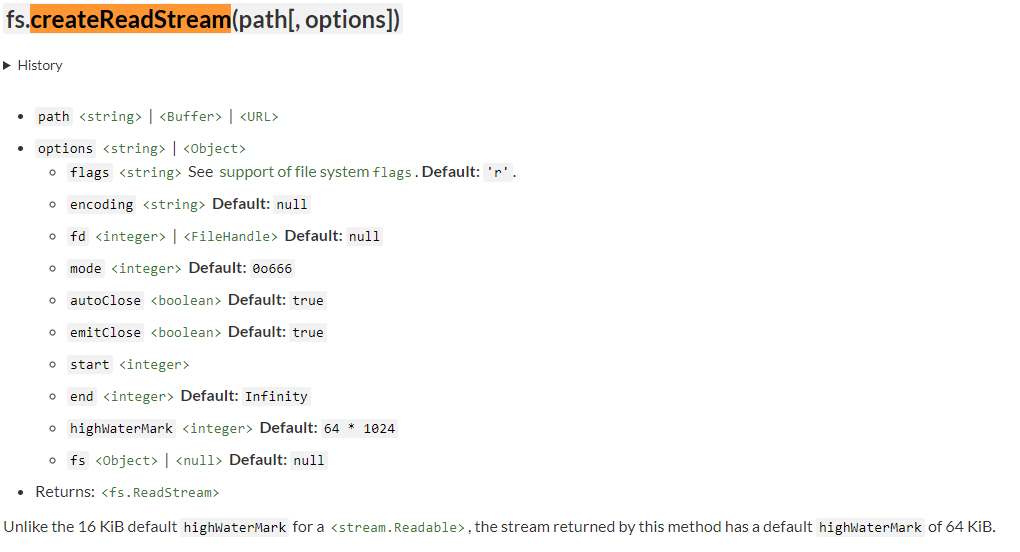 fs.createReadStream(path[, options])
▶ History
• path <string> | <Buffer> | <URL>
• options <string> | <Object>
◦ flags <string> See support of file system flags. Default: 'r'.
◦ encoding <string> Default: null
◦ fd <integer> | <FileHandle> Default: null
◦ mode <integer> Default: 0o666
◦ autoClose <boolean> Default: true
◦ emitClose <boolean> Default: true
◦ start <integer>
◦ end <integer> Default: Infinity
◦ highWaterMark <integer> Default: 64 * 1024
◦ fs <Object> | <null> Default: null
• Returns: <fs.ReadStream>
Unlike the 16 KiB default highWaterMark for a <stream.Readable>, the stream returned by this method has a default highWaterMark of 64 KiB.